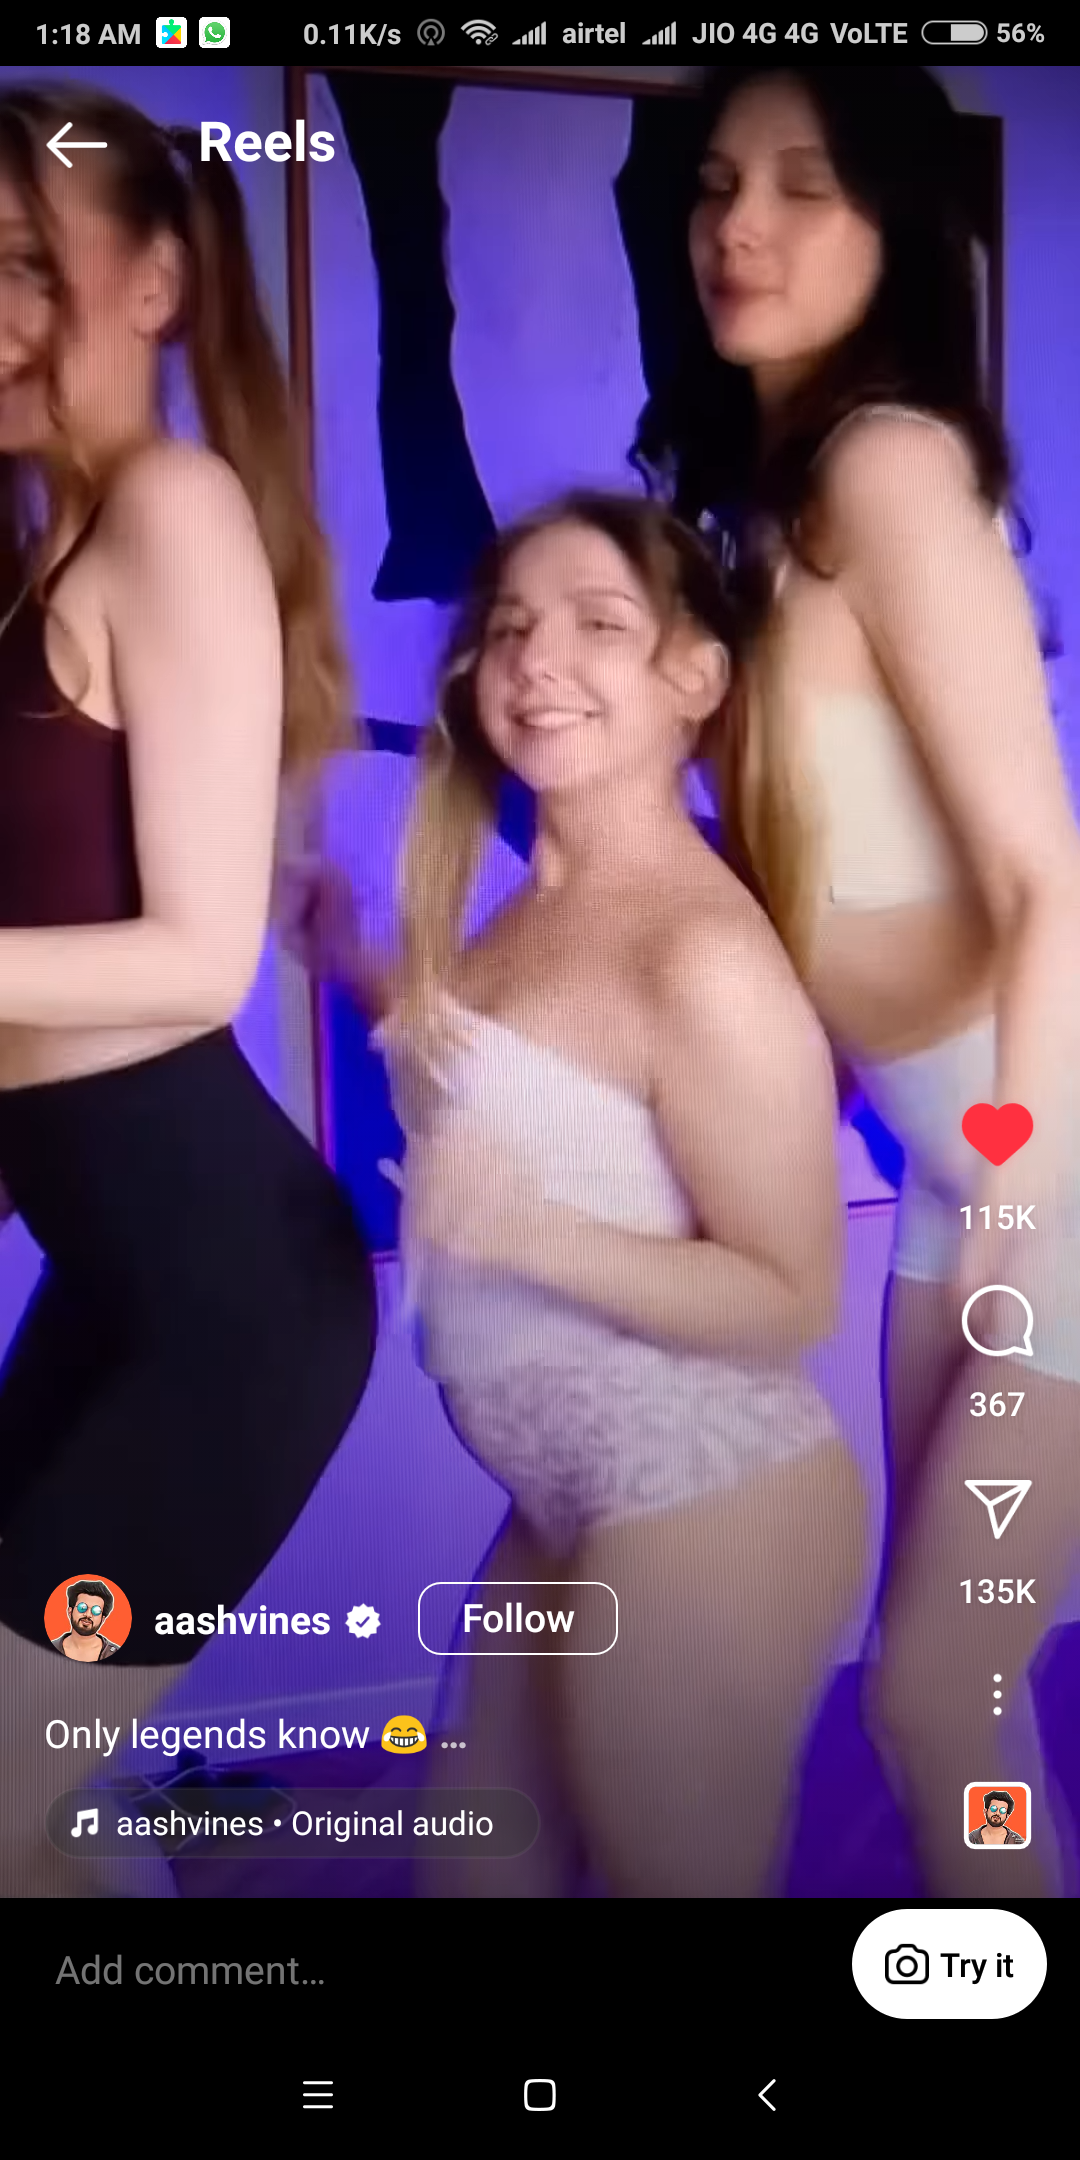 1:18 AM 0.11K/s airtel JIO 4G 4G VoLTE 56%
Reels
115K
367
135K
aashvines Follow
Only legends know 😂 ...
aashvines • Original audio
Add comment...
Try it